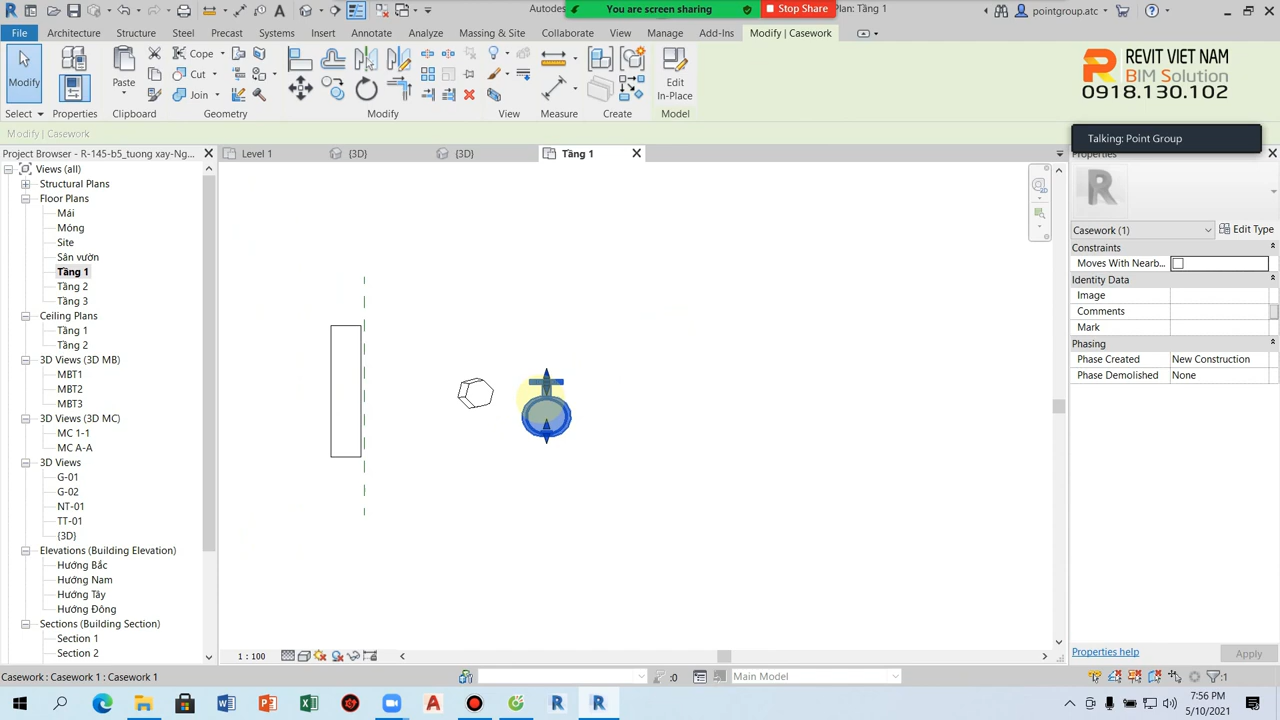 Autodes
You are screen sharing
Stop Share
Plan: Tầng 1
pointgroup.atc
File
Architecture
Structure
Steel
Precast
Systems
Insert
Annotate
Analyze
Massing & Site
Collaborate
View
Manage
Add-Ins
Modify | Casework
Modify
Properties
Paste
Cope
Cut
Join
Edit
In-Place
Select
Properties
Clipboard
Geometry
Modify
View
Measure
Create
Model
REVIT VIET NAM
BIM Solution
0918.130.102
Modify | Casework
Talking: Point Group
Project Browser - R-145-b5_tuong xay-Ng...
Level 1
{3D}
{3D}
Tầng 1
Properties
Views (all)
Structural Plans
Floor Plans
Mái
Móng
Site
Sân vườn
Tầng 1
Tầng 2
Tầng 3
Ceiling Plans
Tầng 1
Tầng 2
3D Views (3D MB)
MBT1
MBT2
MBT3
3D Views (3D MC)
MC 1-1
MC A-A
3D Views
G-01
G-02
NT-01
TT-01
{3D}
Elevations (Building Elevation)
Hướng Bắc
Hướng Nam
Hướng Tây
Hướng Đông
Sections (Building Section)
Section 1
Section 2
Casework (1)
Edit Type
Constraints
Moves With Nearb...
Identity Data
Image
Comments
Mark
Phasing
Phase Created New Construction
Phase Demolished None
Properties help
Apply
1 : 100
Casework : Casework 1 : Casework 1
:0
Main Model
:1
7:56 PM
5/10/2021